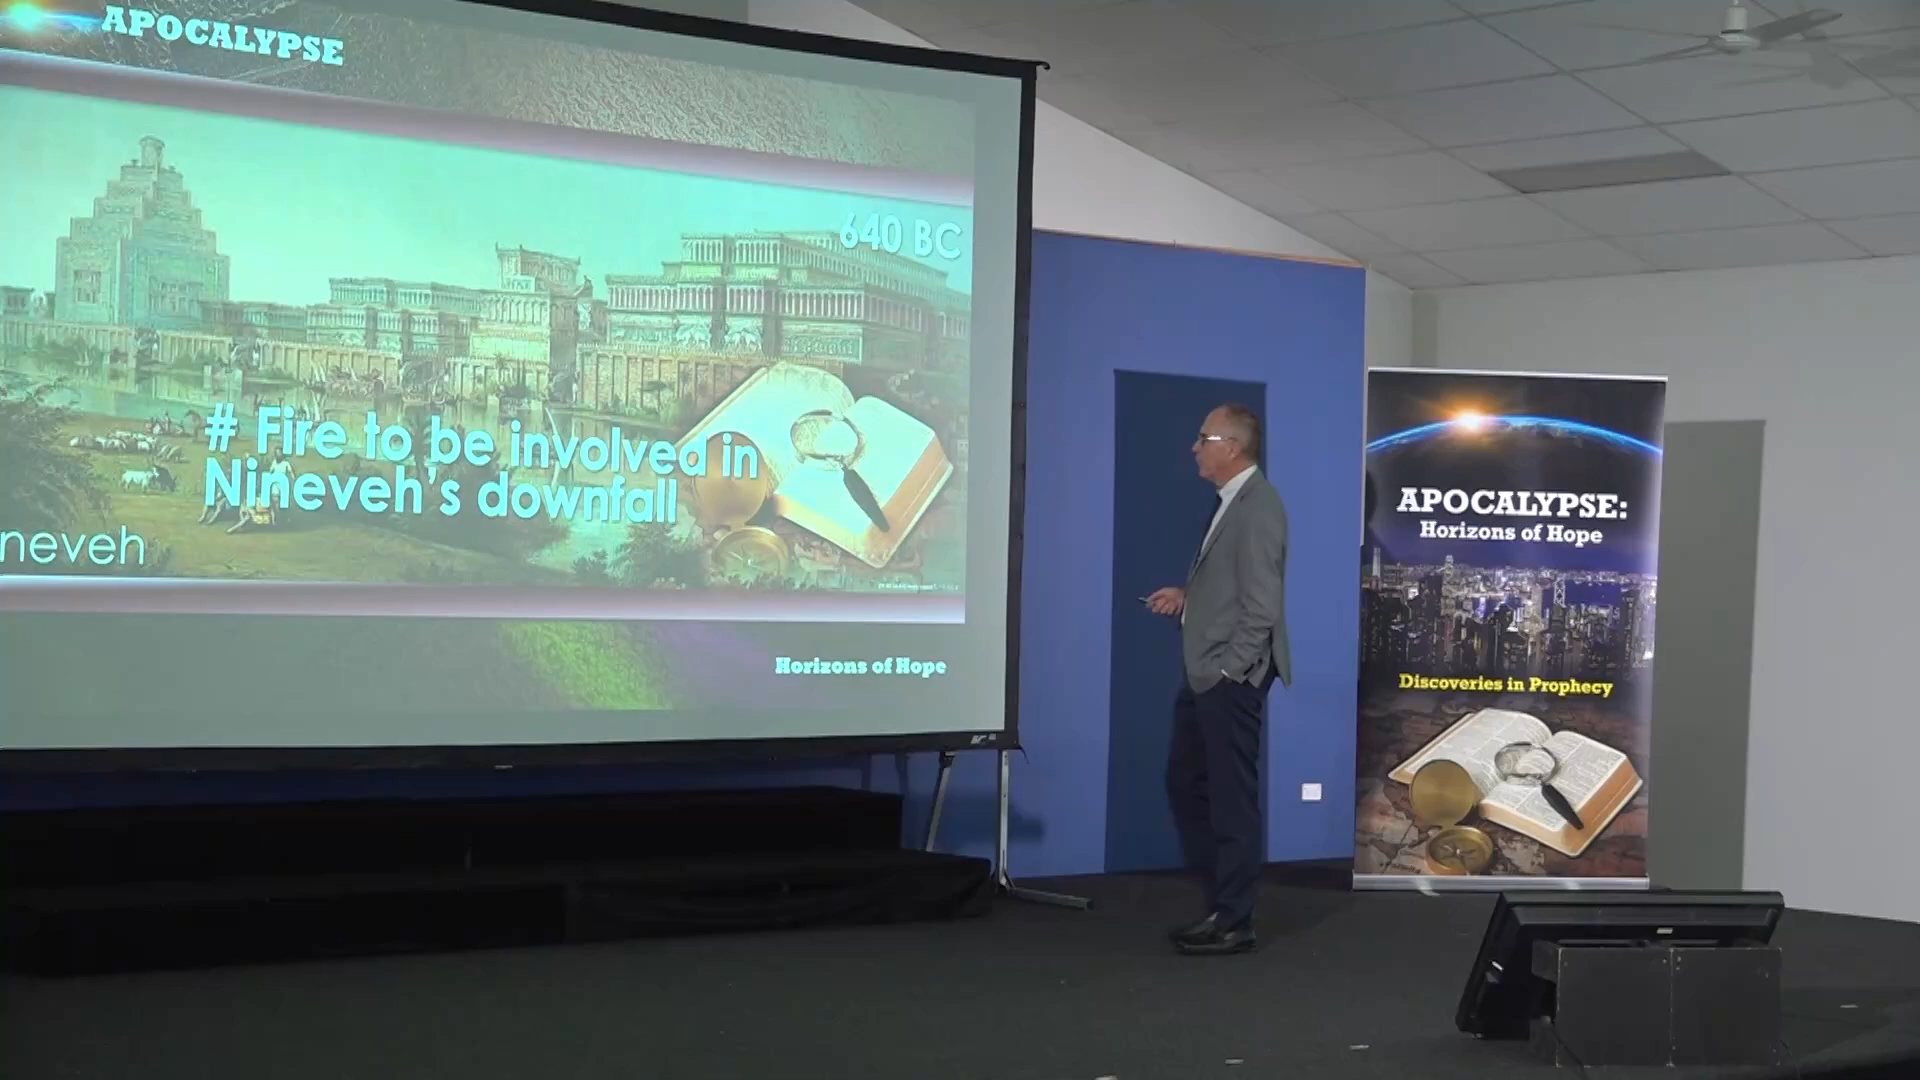 APOCALYPSE
640 BC
# Fire to be involved in
Nineveh's downfall
neveh
Horizons of Hope
APOCALYPSE:
Horizons of Hope
Discoveries in Prophecy